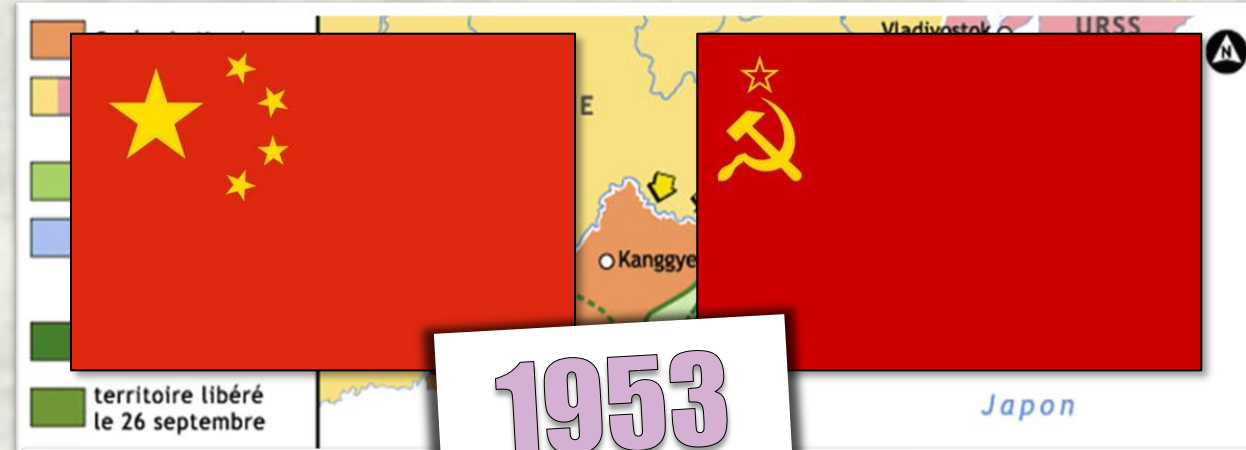 Vladivostok
URSS
N
E
Kanggye
1953
territoire libéré
le 26 septembre
Japon